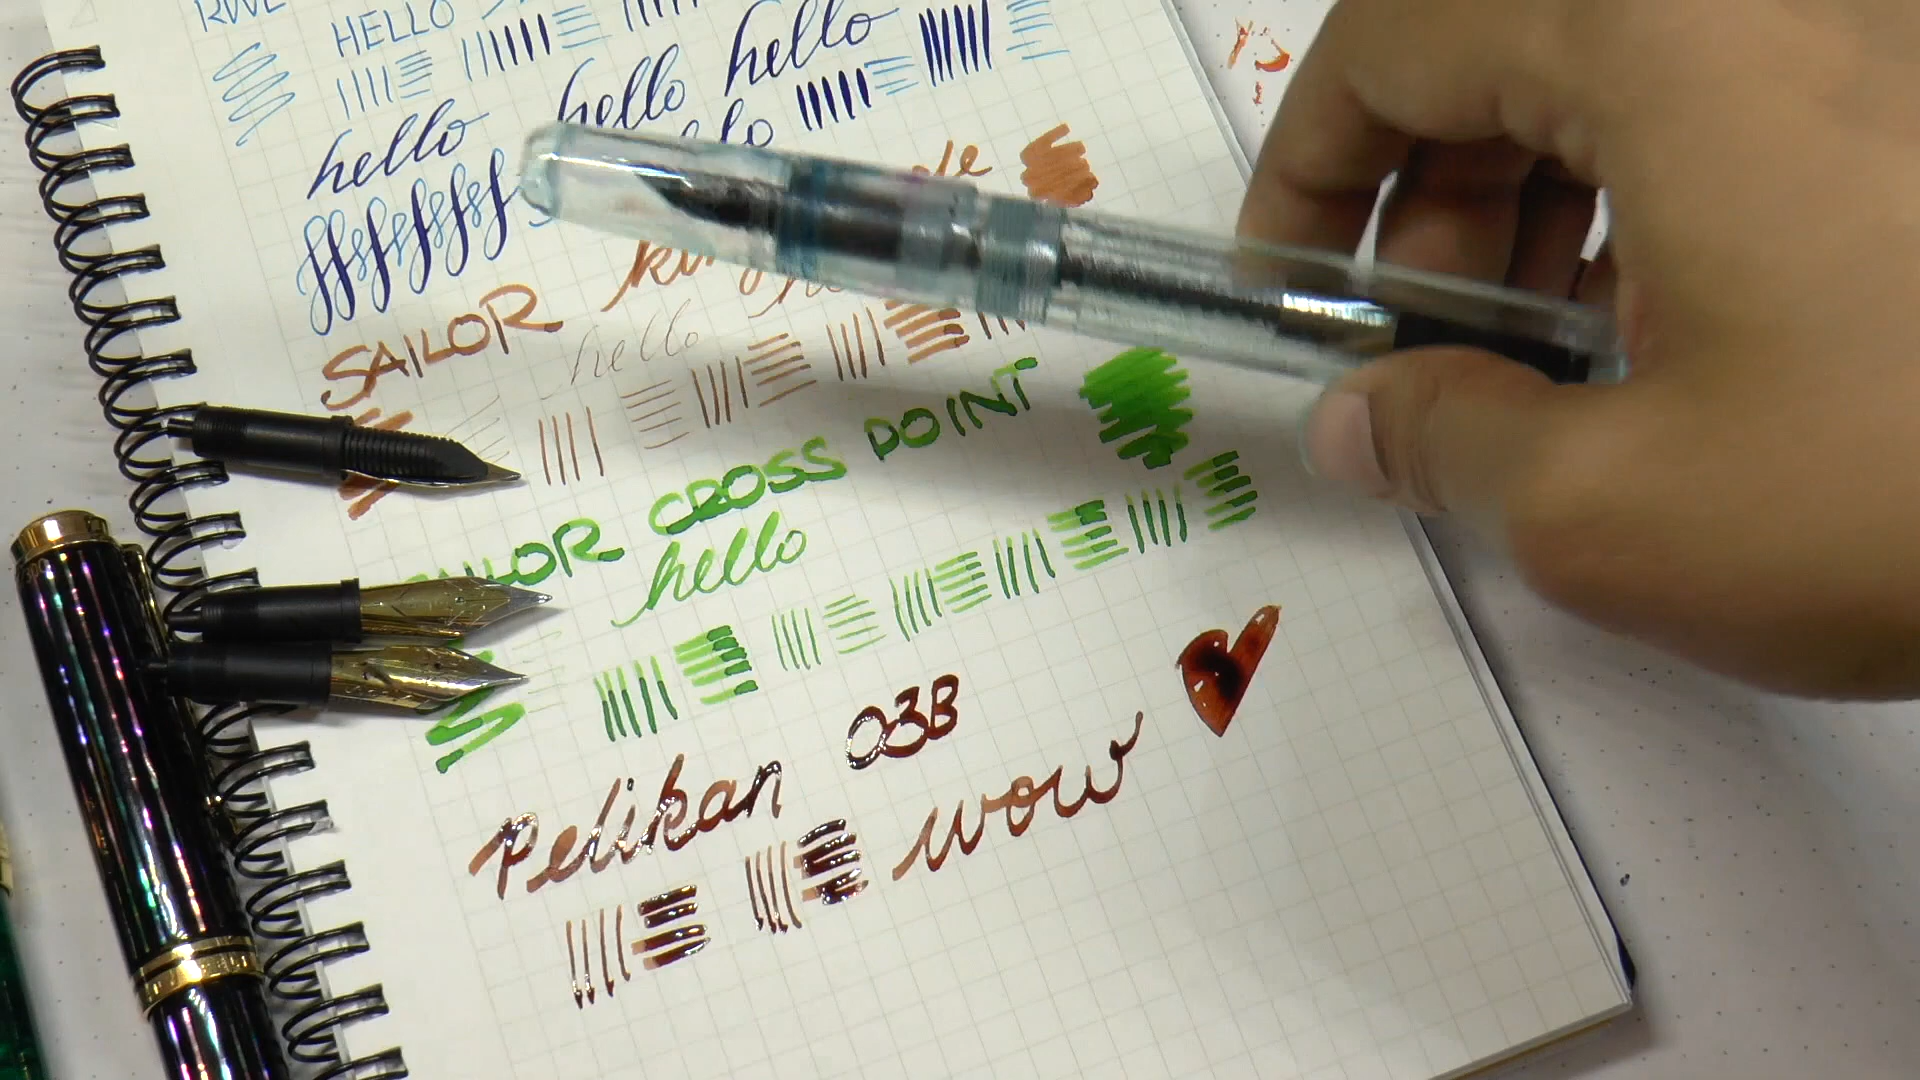 HELLO
hello hello hello
SAILOR
hello
SAILOR CROSS POINT
hello
Pelikan 03B
wow